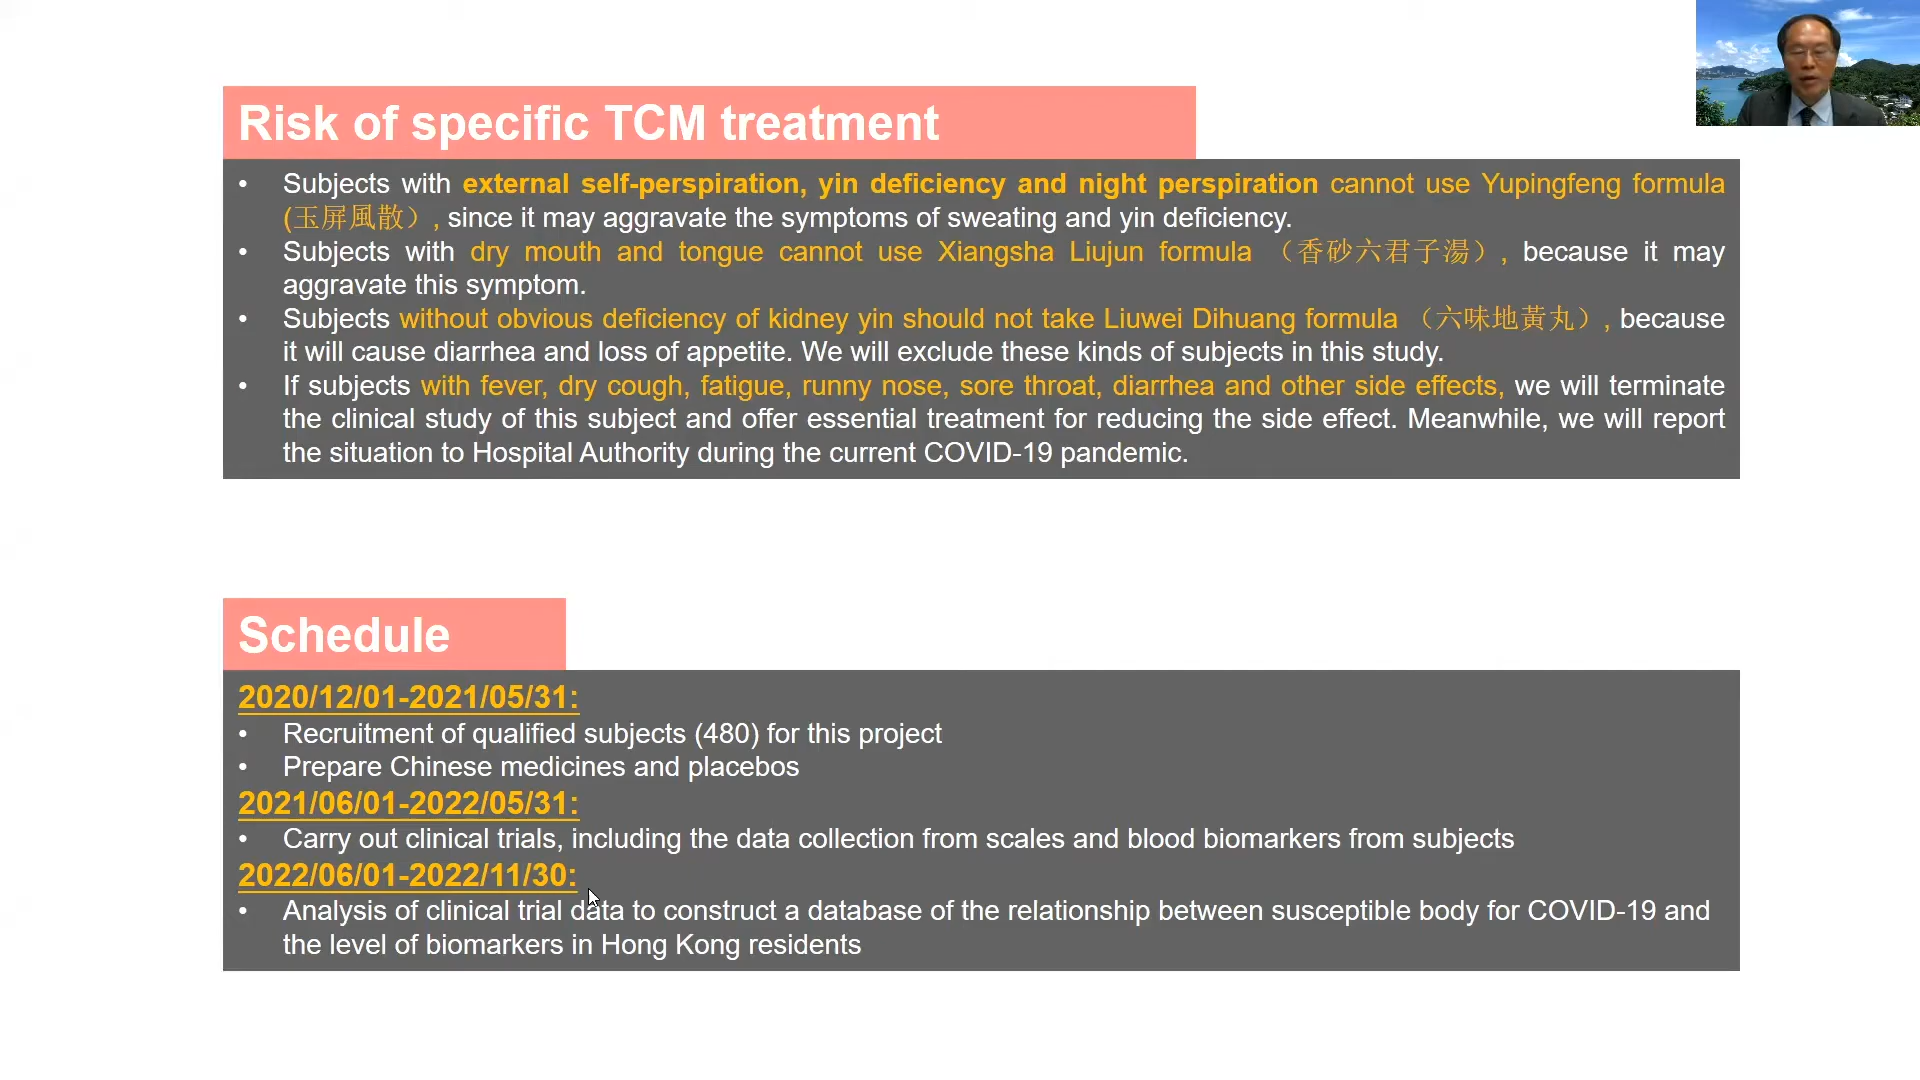 Risk of specific TCM treatment
• Subjects with external self-perspiration, yin deficiency and night perspiration cannot use Yupingfeng formula
(玉屏風散）, since it may aggravate the symptoms of sweating and yin deficiency.
• Subjects with dry mouth and tongue cannot use Xiangsha Liujun formula （香砂六君子湯）, because it may
aggravate this symptom.
• Subjects without obvious deficiency of kidney yin should not take Liuwei Dihuang formula （六味地黃丸）, because
it will cause diarrhea and loss of appetite. We will exclude these kinds of subjects in this study.
• If subjects with fever, dry cough, fatigue, runny nose, sore throat, diarrhea and other side effects, we will terminate
the clinical study of this subject and offer essential treatment for reducing the side effect. Meanwhile, we will report
the situation to Hospital Authority during the current COVID-19 pandemic.
Schedule
2020/12/01-2021/05/31:
• Recruitment of qualified subjects (480) for this project
• Prepare Chinese medicines and placebos
2021/06/01-2022/05/31:
• Carry out clinical trials, including the data collection from scales and blood biomarkers from subjects
2022/06/01-2022/11/30:
• Analysis of clinical trial data to construct a database of the relationship between susceptible body for COVID-19 and
the level of biomarkers in Hong Kong residents